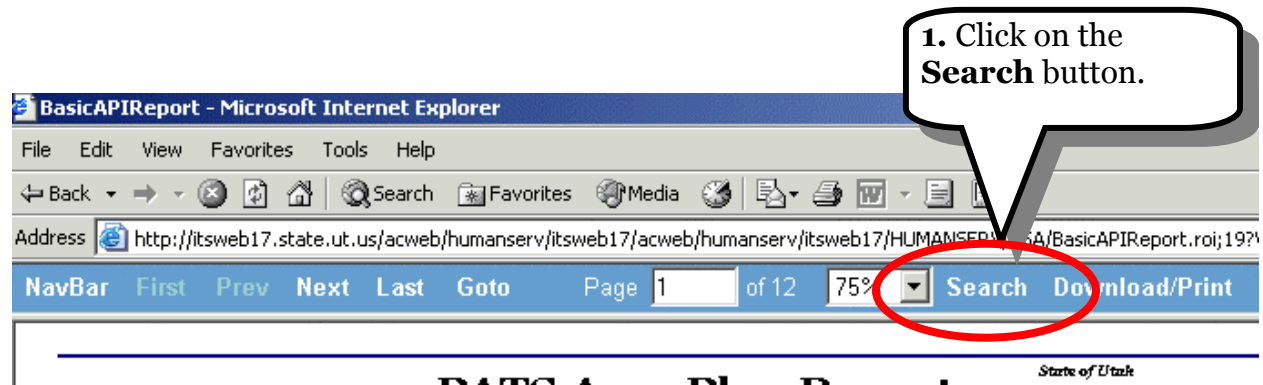 1. Click on the
Search button.
BasicAPIReport - Microsoft Internet Explorer
File Edit View Favorites Tools Help
Back Search Favorites Media
Address http://itsweb17.state.ut.us/acweb/humanserv/itsweb17/acweb/humanserv/itsweb17/HUMANSER /BasicAPIReport.roi;19?
NavBar First Prev Next Last Goto Page 1 of 12 75% Search Download/Print
State of Utah